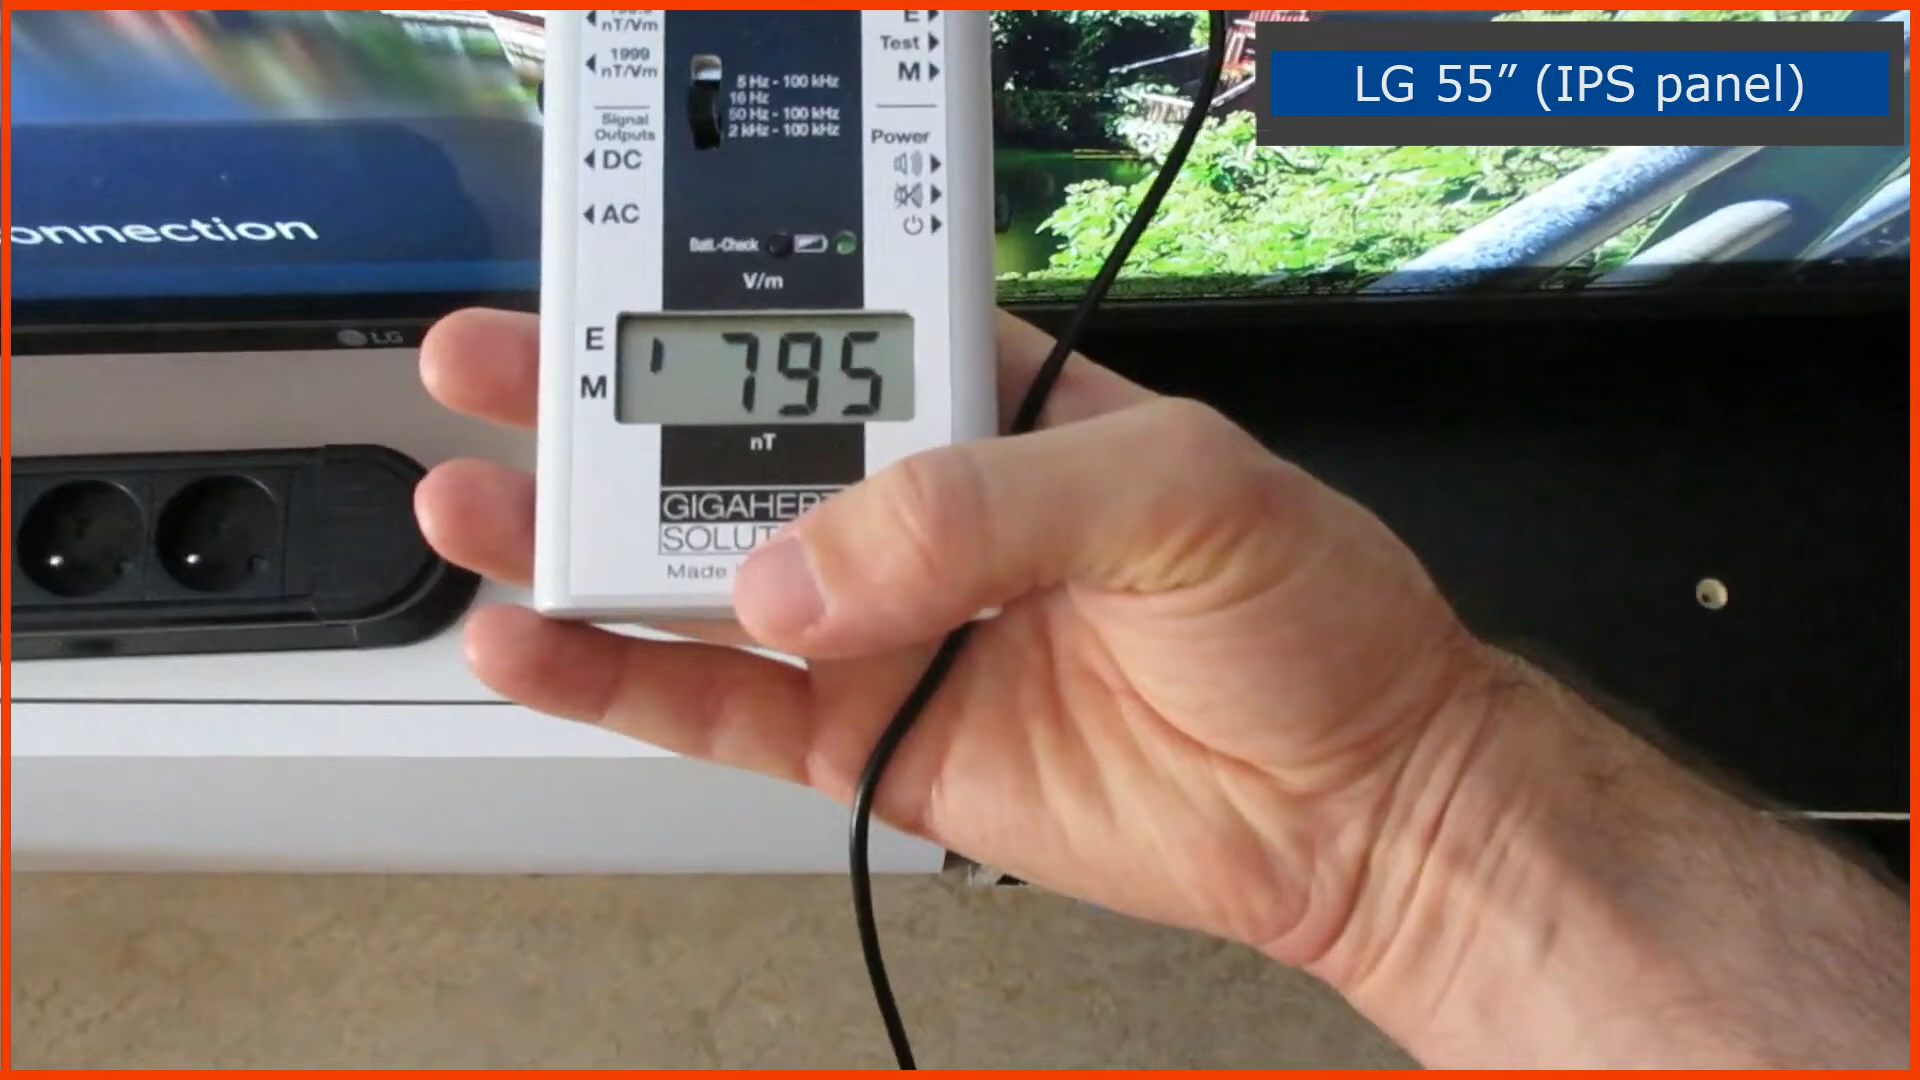 LG 55” (IPS panel)
nT/Vm
1999
nT/Vm
Signal
Outputs
DC
AC
5 Hz - 100 kHz
16 Hz
50 Hz - 100 kHz
2 kHz - 100 kHz
E
Test
M
Power
Batt.-Check
V/m
E
M
795
nT
GIGAHER
SOLUT
Made
onnection
LG